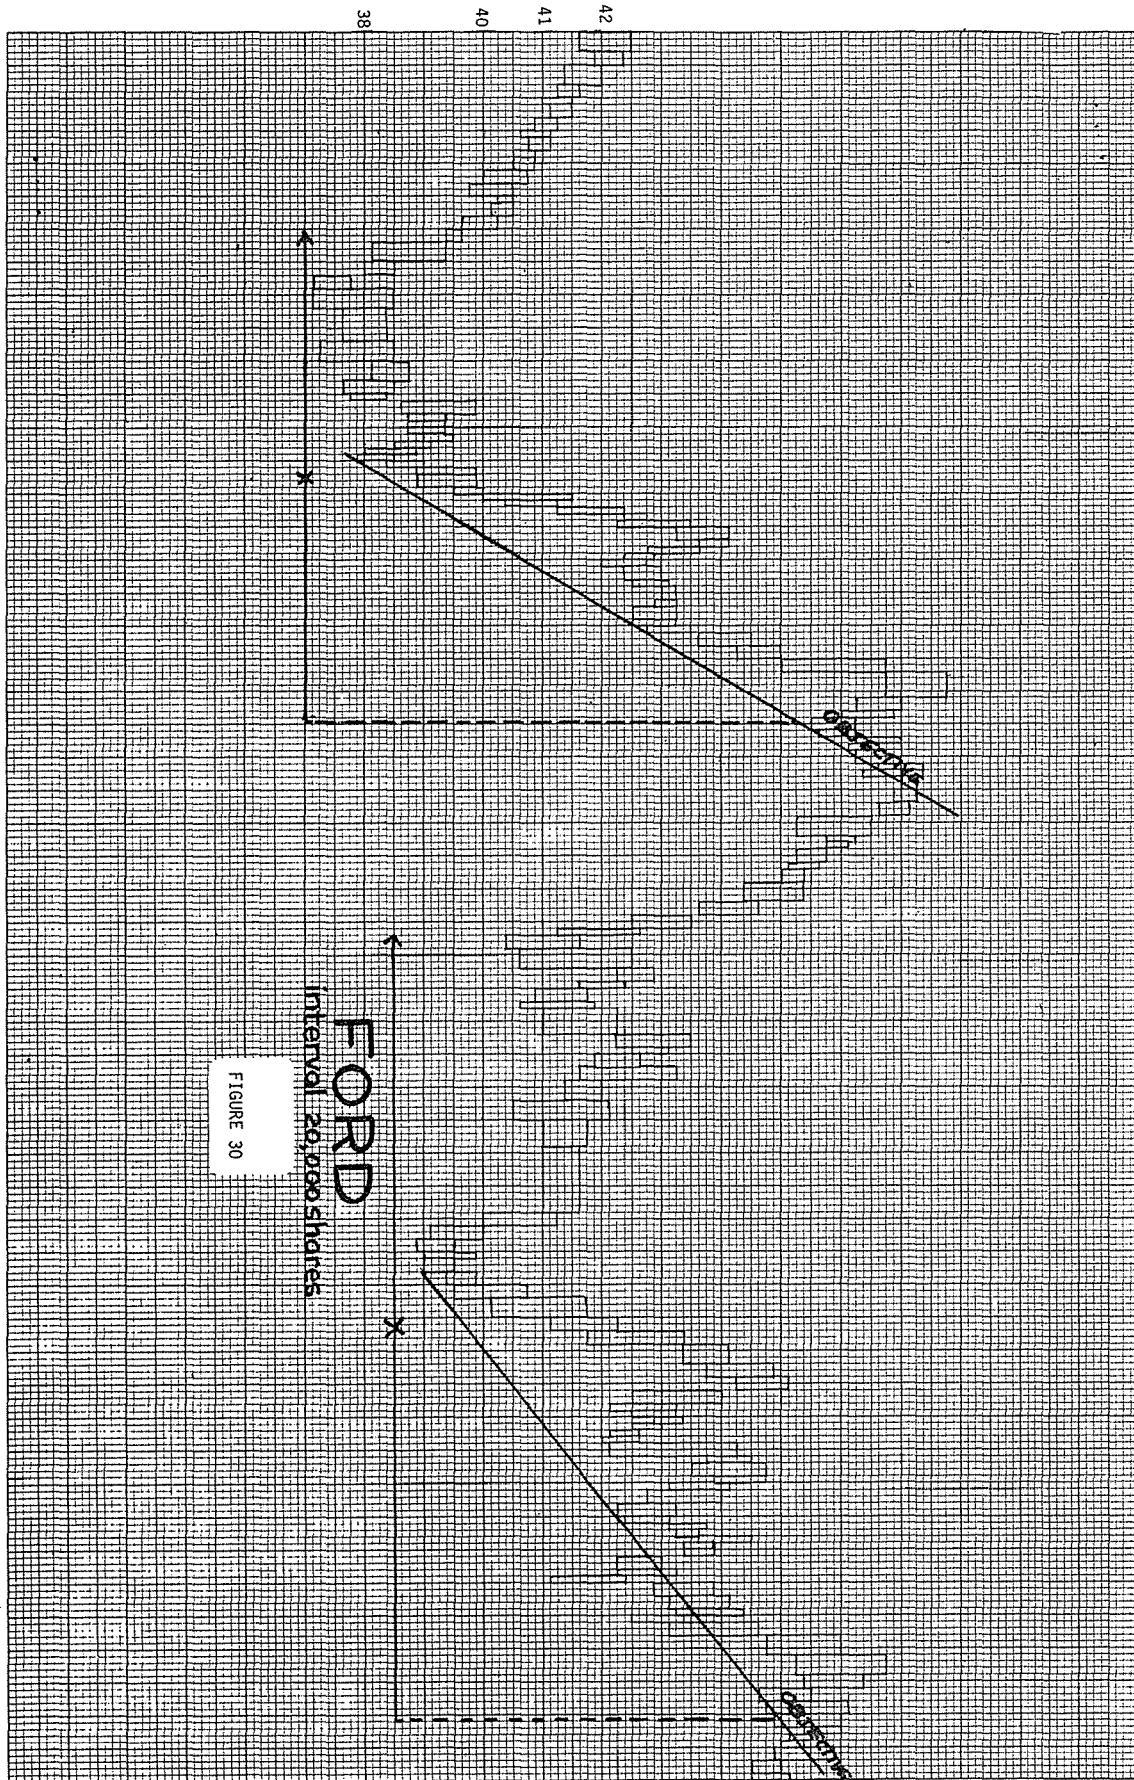 42
41
40
38
OBJECTIVE
OBJECTIVE
FORD
interval 20,000 shares
FIGURE 30